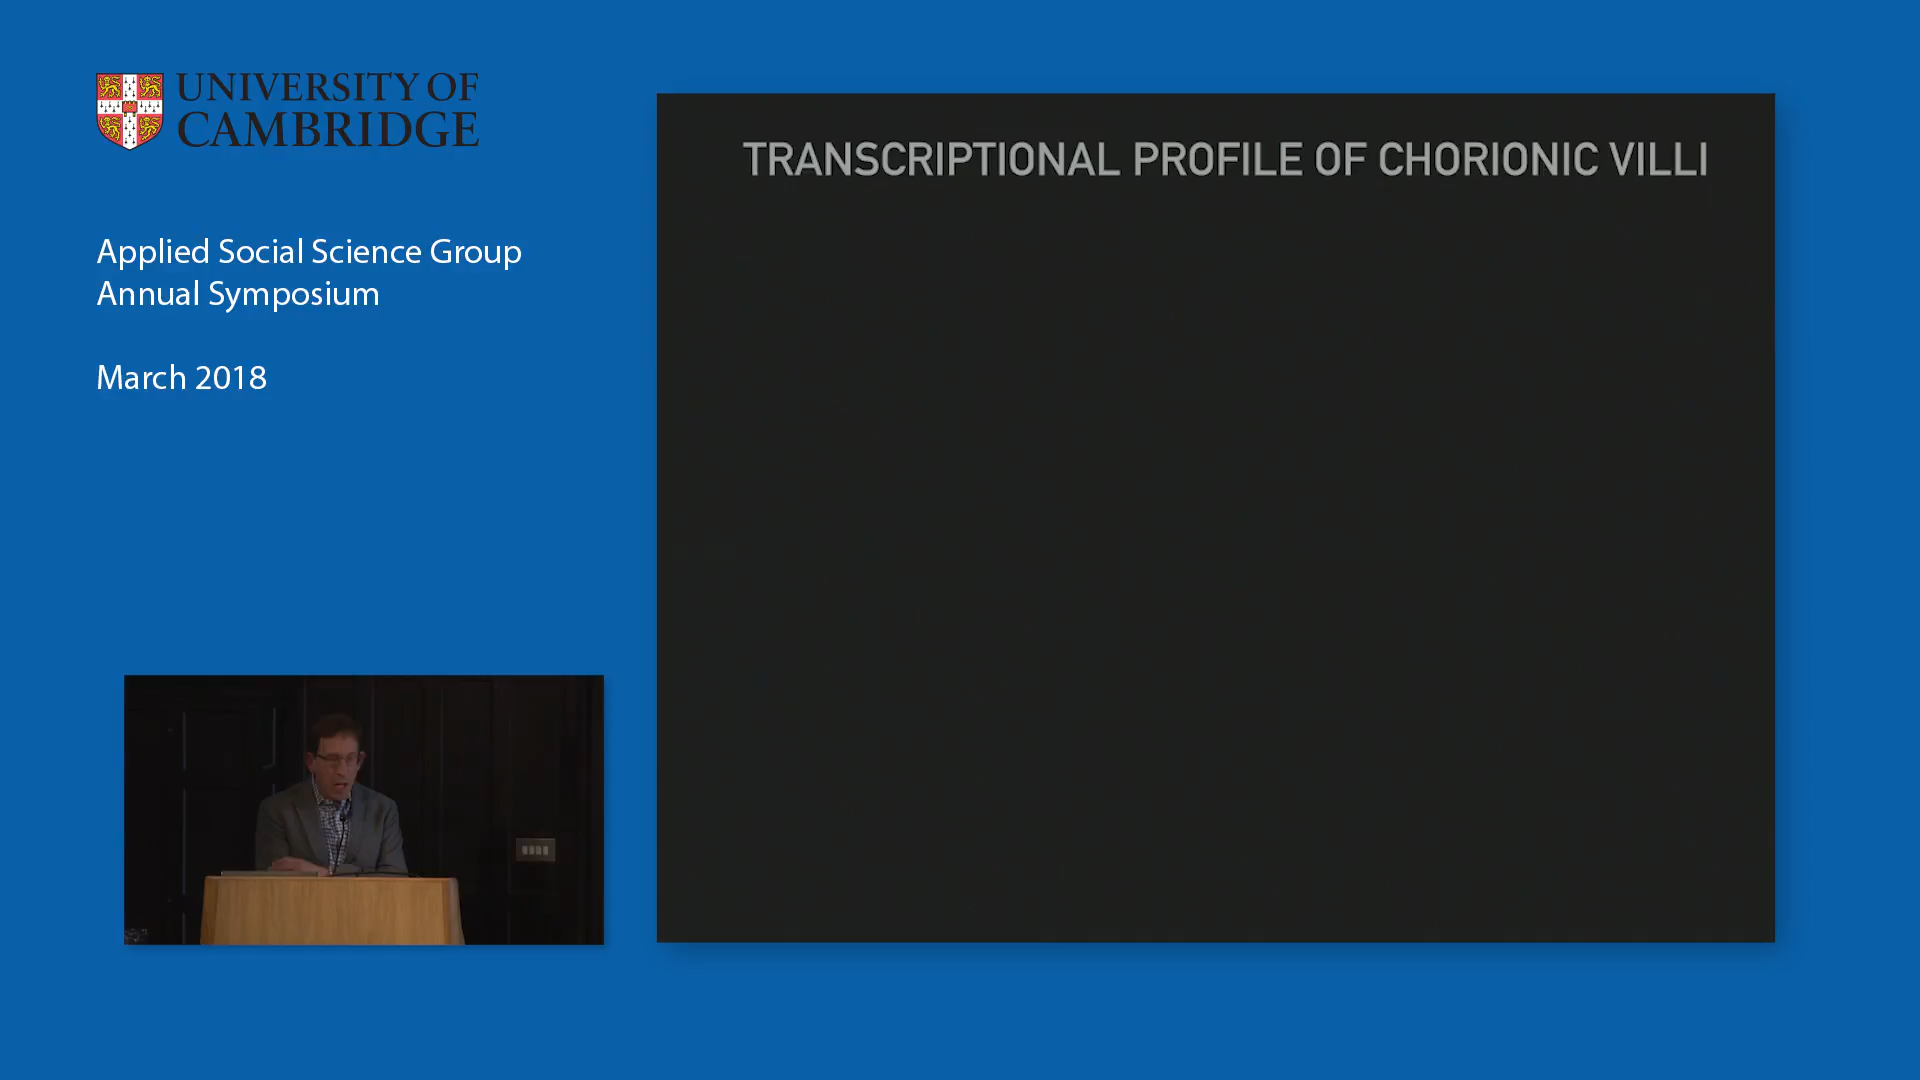 UNIVERSITY OF
CAMBRIDGE
Applied Social Science Group
Annual Symposium
March 2018
TRANSCRIPTIONAL PROFILE OF CHORIONIC VILLI